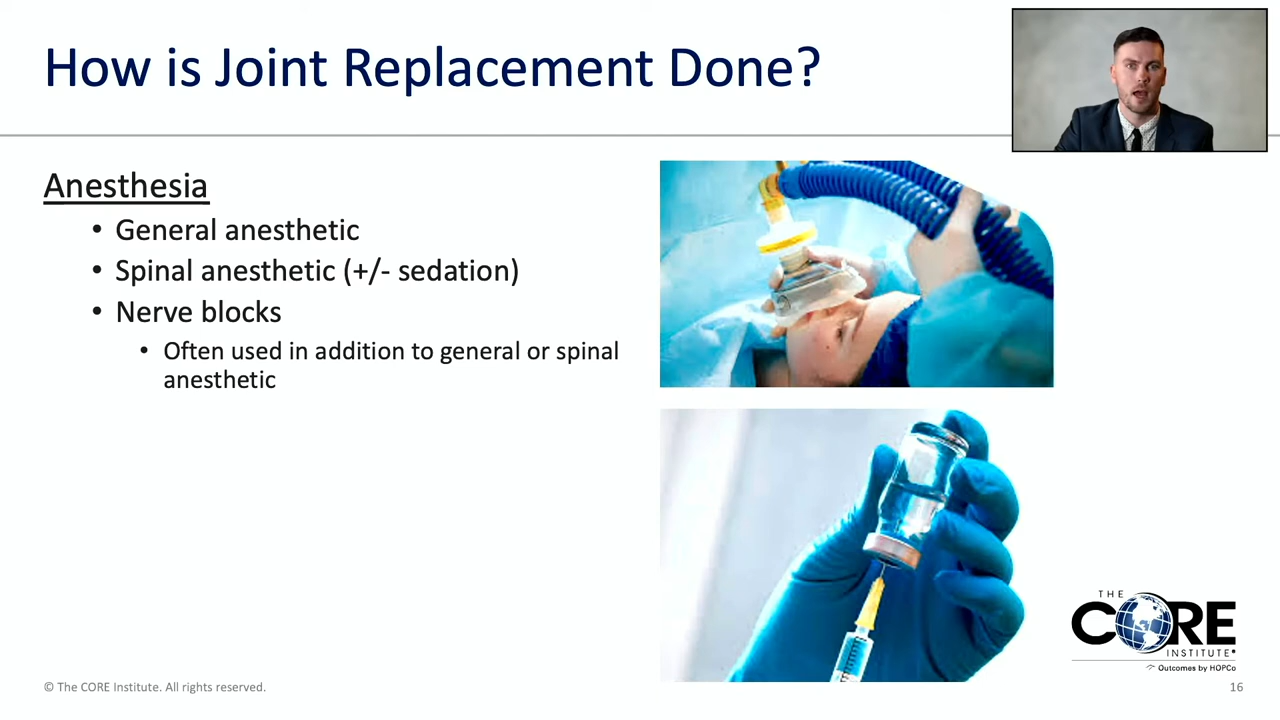 How is Joint Replacement Done?
Anesthesia
• General anesthetic
• Spinal anesthetic (+/- sedation)
• Nerve blocks
• Often used in addition to general or spinal
anesthetic
THE
CORE
INSTITUTE
Outcomes by HOPCo
© The CORE Institute. All rights reserved.
16